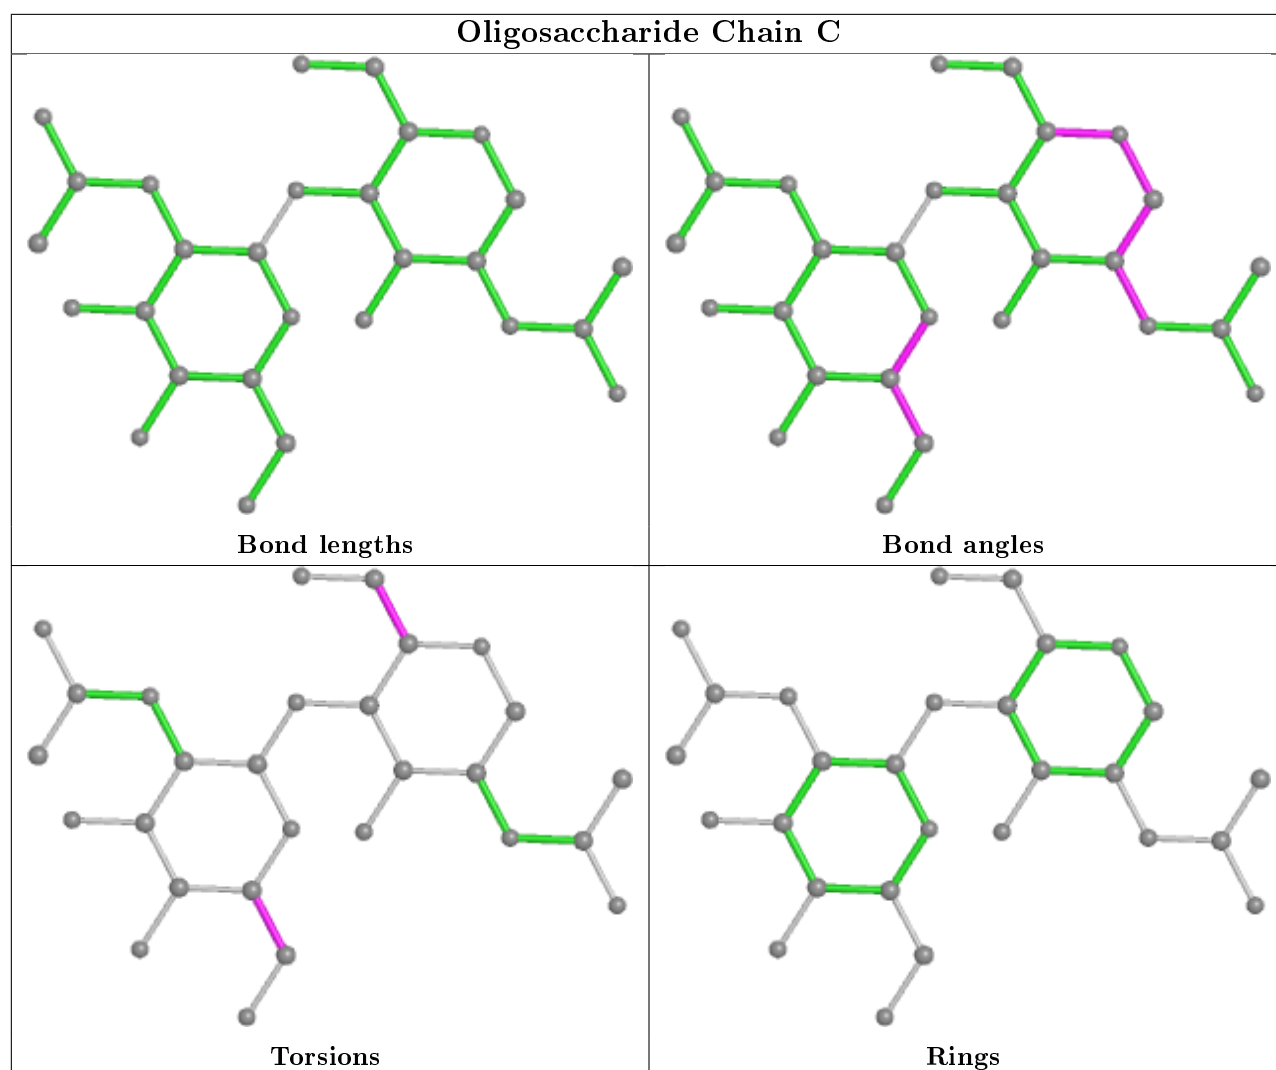 Oligosaccharide Chain C
Bond lengths
Bond angles
Torsions
Rings